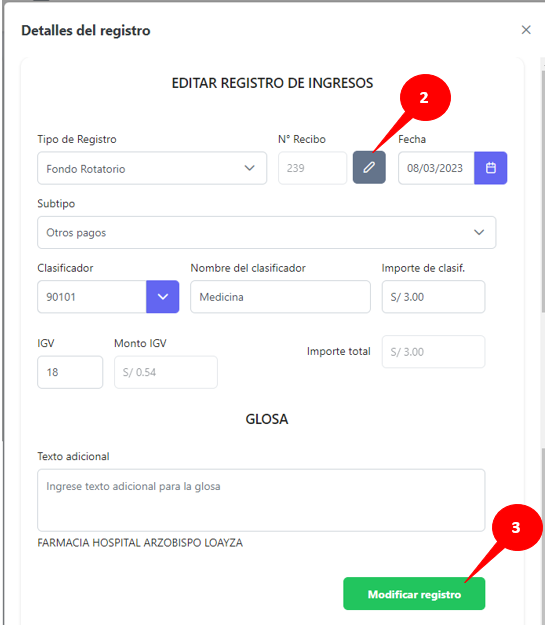 Detalles del registro
EDITAR REGISTRO DE INGRESOS
2
Tipo de Registro
N° Recibo
Fecha
Fondo Rotatorio
239
08/03/2023
Subtipo
Otros pagos
Clasificador
Nombre del clasificador
Importe de clasif.
90101
Medicina
S/ 3.00
IGV
Monto IGV
Importe total
18
S/ 0.54
S/ 3.00
GLOSA
Texto adicional
Ingrese texto adicional para la glosa
FARMACIA HOSPITAL ARZOBISPO LOAYZA
3
Modificar registro